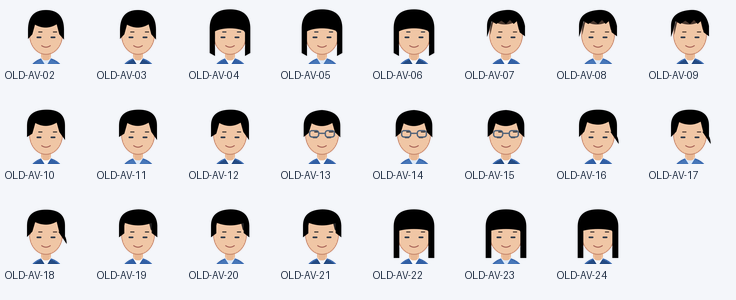 OLD-AV-02 OLD-AV-03 OLD-AV-04 OLD-AV-05 OLD-AV-06 OLD-AV-07 OLD-AV-08 OLD-AV-09
OLD-AV-10 OLD-AV-11 OLD-AV-12 OLD-AV-13 OLD-AV-14 OLD-AV-15 OLD-AV-16 OLD-AV-17
OLD-AV-18 OLD-AV-19 OLD-AV-20 OLD-AV-21 OLD-AV-22 OLD-AV-23 OLD-AV-24